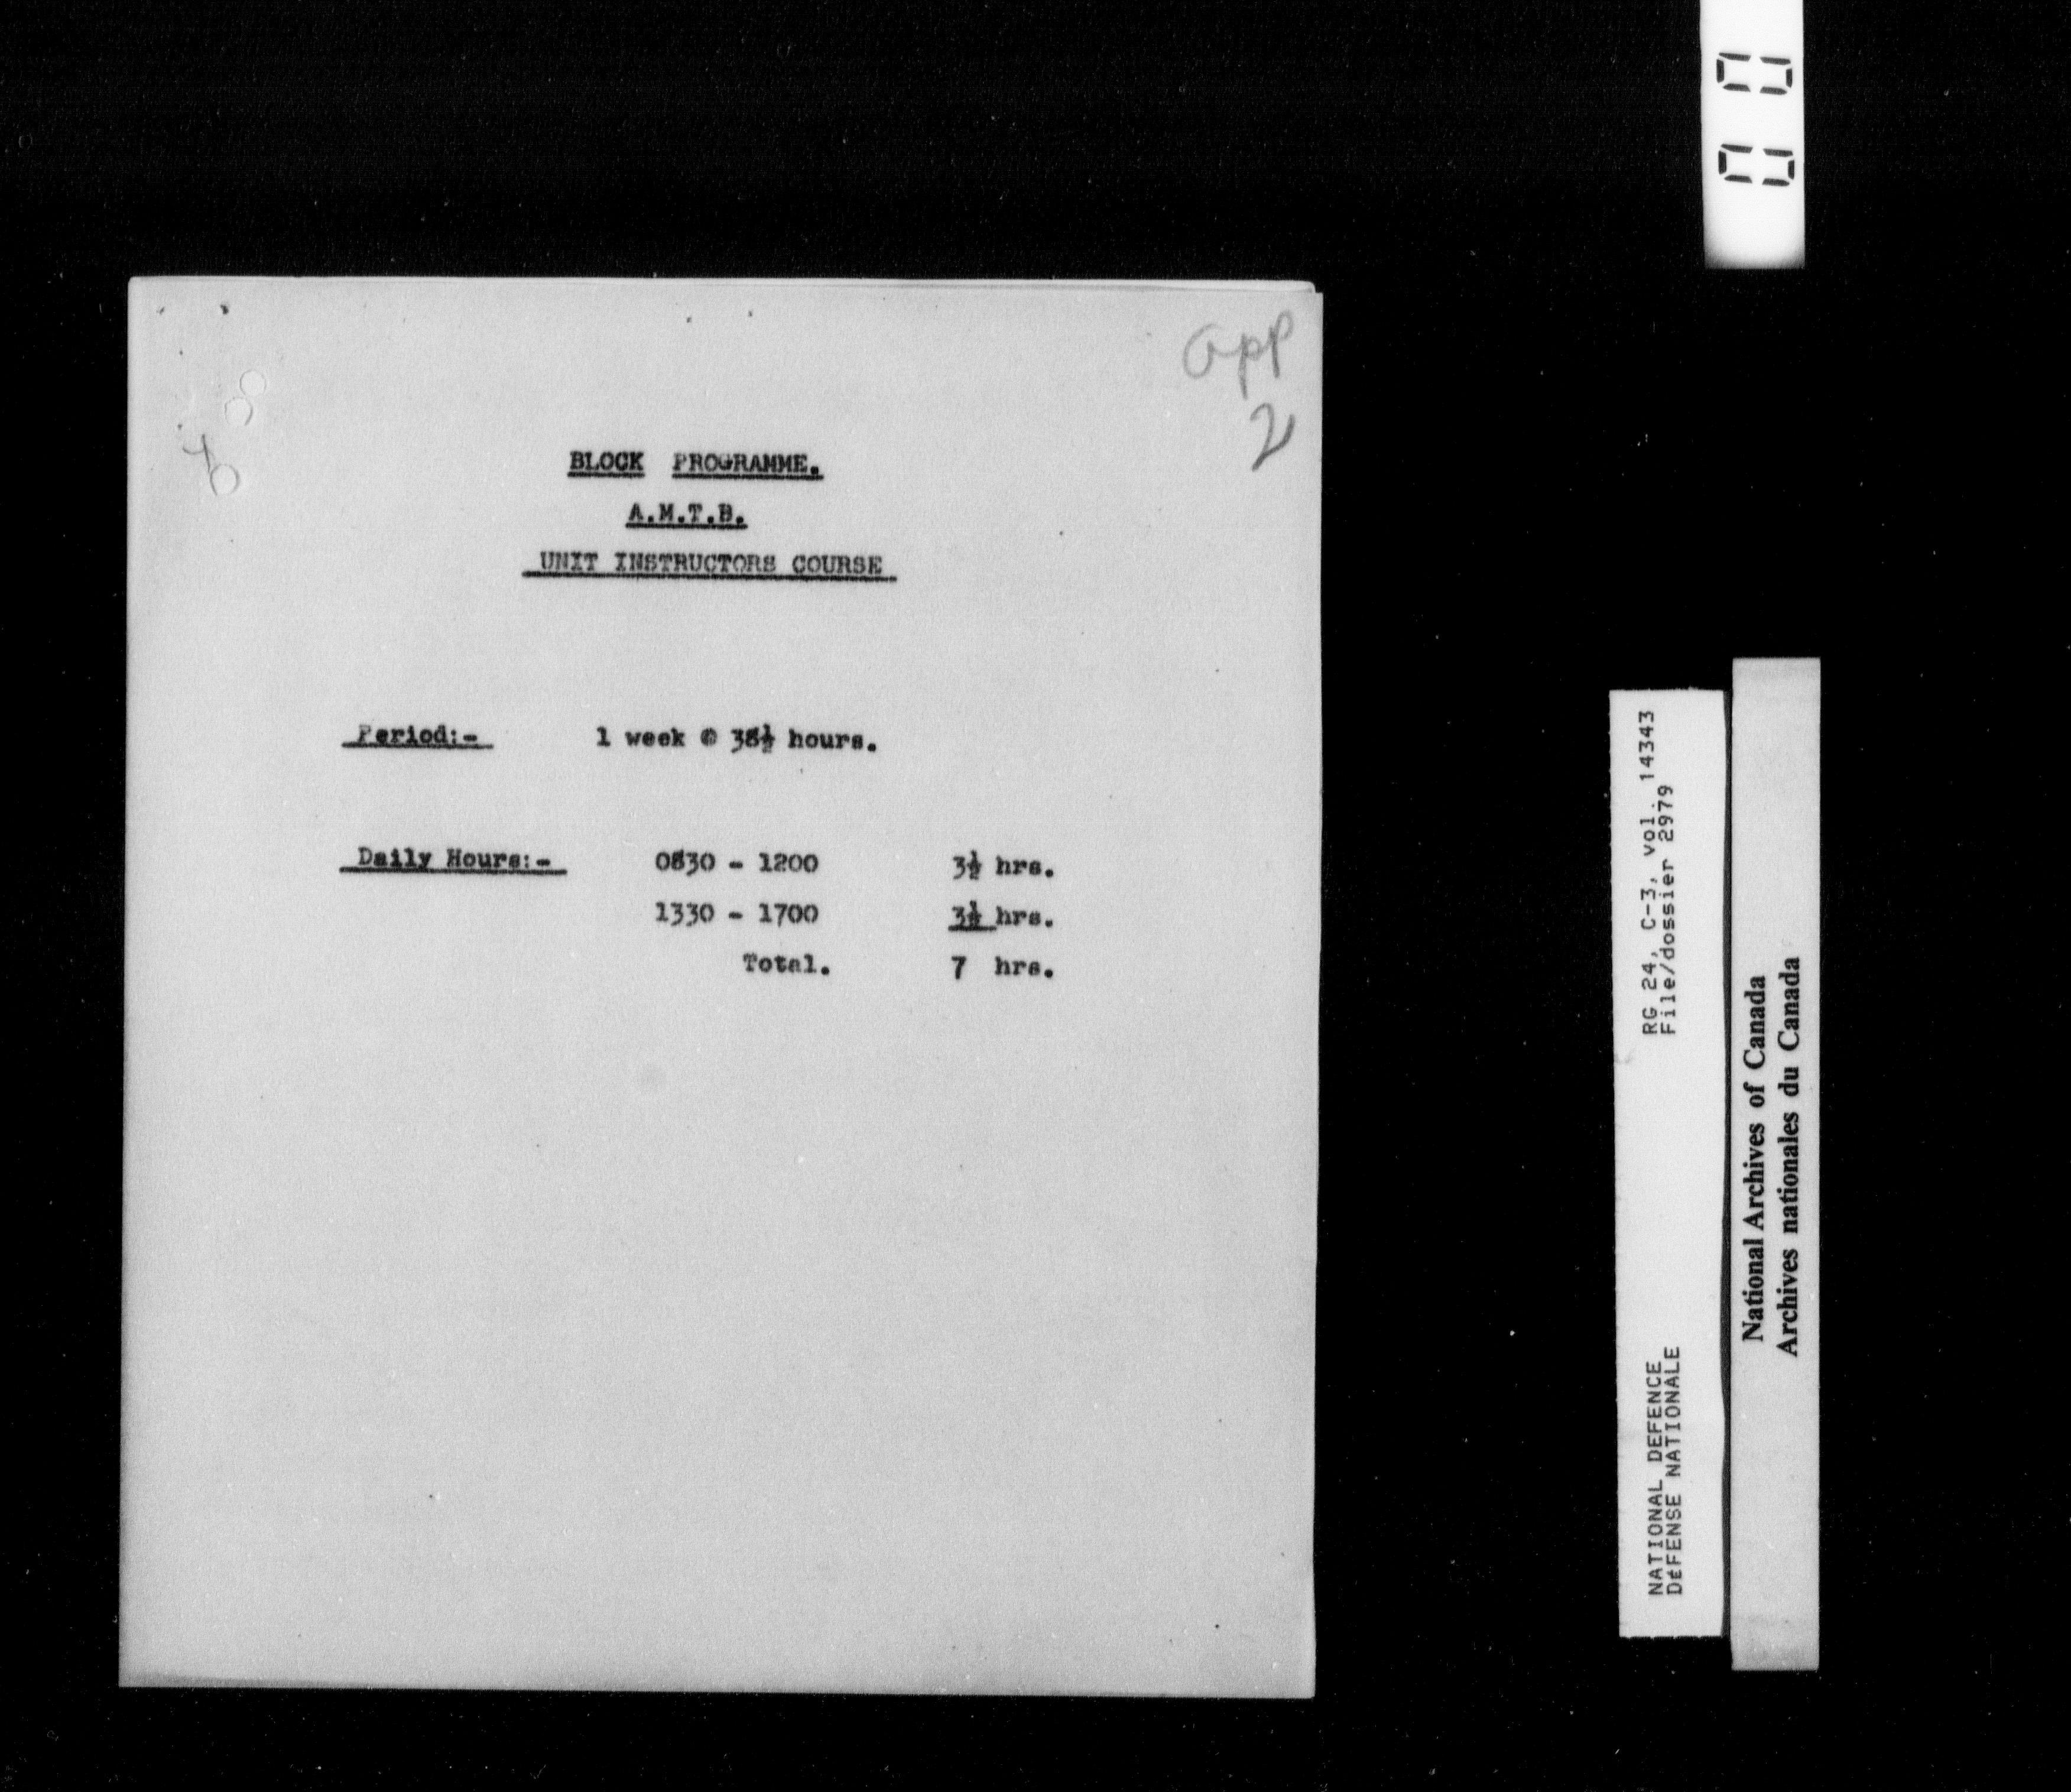 app
2
BLOCK PROGRAMME.
A.M.T.B.
UNIT INSTRUCTORS COURSE
Period:- 1 week @ 38½ hours.
Daily Hours:- 0830 - 1200 3½ hrs.
1330 - 1700 3½ hrs.
Total. 7 hrs.
RG 24, C-3, vol. 14343
File/dossier 2979
NATIONAL DEFENCE
DÉFENSE NATIONALE
National Archives of Canada
Archives nationales du Canada